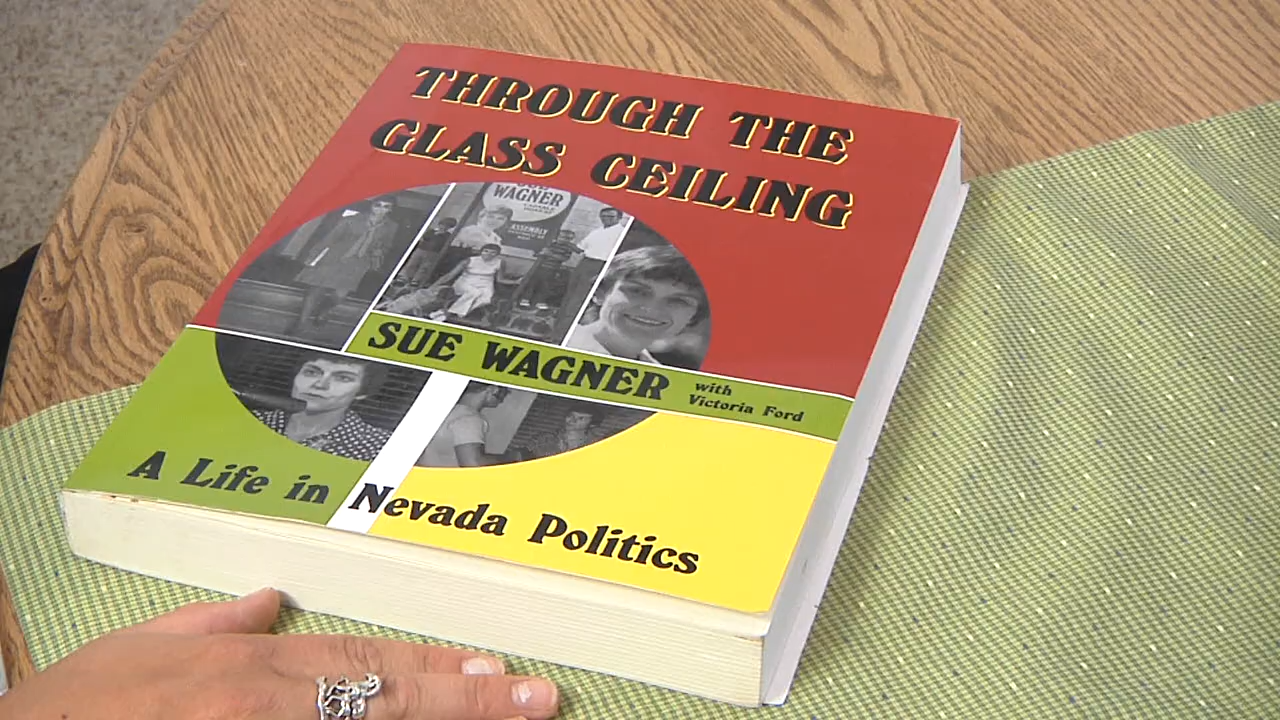 THROUGH THE
GLASS CEILING
WAGNER
ASSEMBLY
SUE WAGNER
with
Victoria Ford
A Life in Nevada Politics